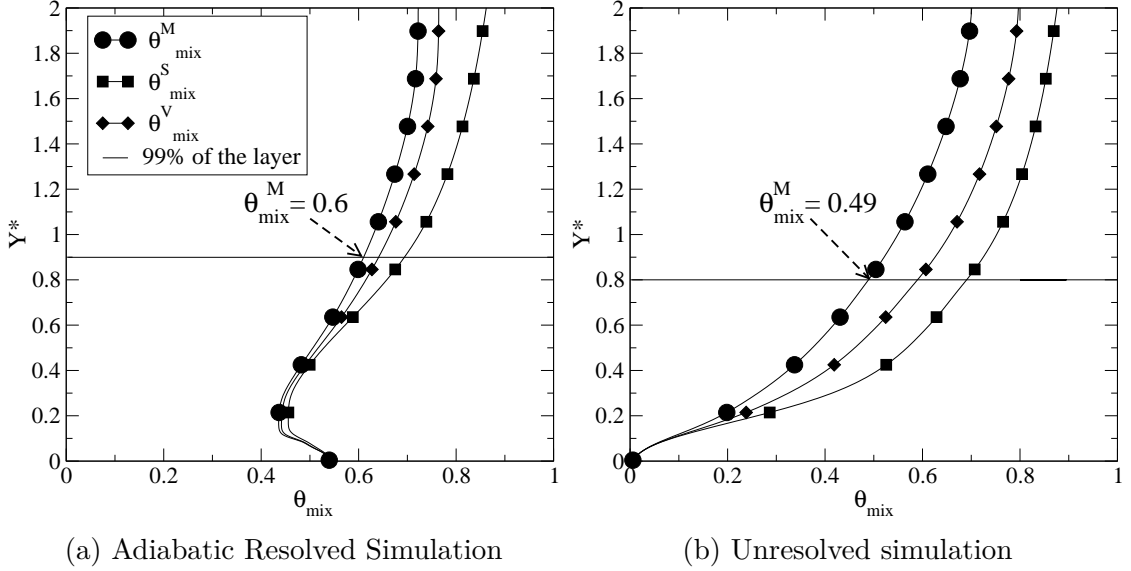 2
1.8
1.6
1.4
1.2
1
0.8
0.6
0.4
0.2
0
Y*
θ^M_mix
θ^S_mix
θ^V_mix
99% of the layer
θ_mix^M = 0.6
0 0.2 0.4 0.6 0.8 1
θ_mix
(a) Adiabatic Resolved Simulation
2
1.8
1.6
1.4
1.2
1
0.8
0.6
0.4
0.2
0
Y*
θ_mix^M = 0.49
0 0.2 0.4 0.6 0.8 1
θ_mix
(b) Unresolved simulation